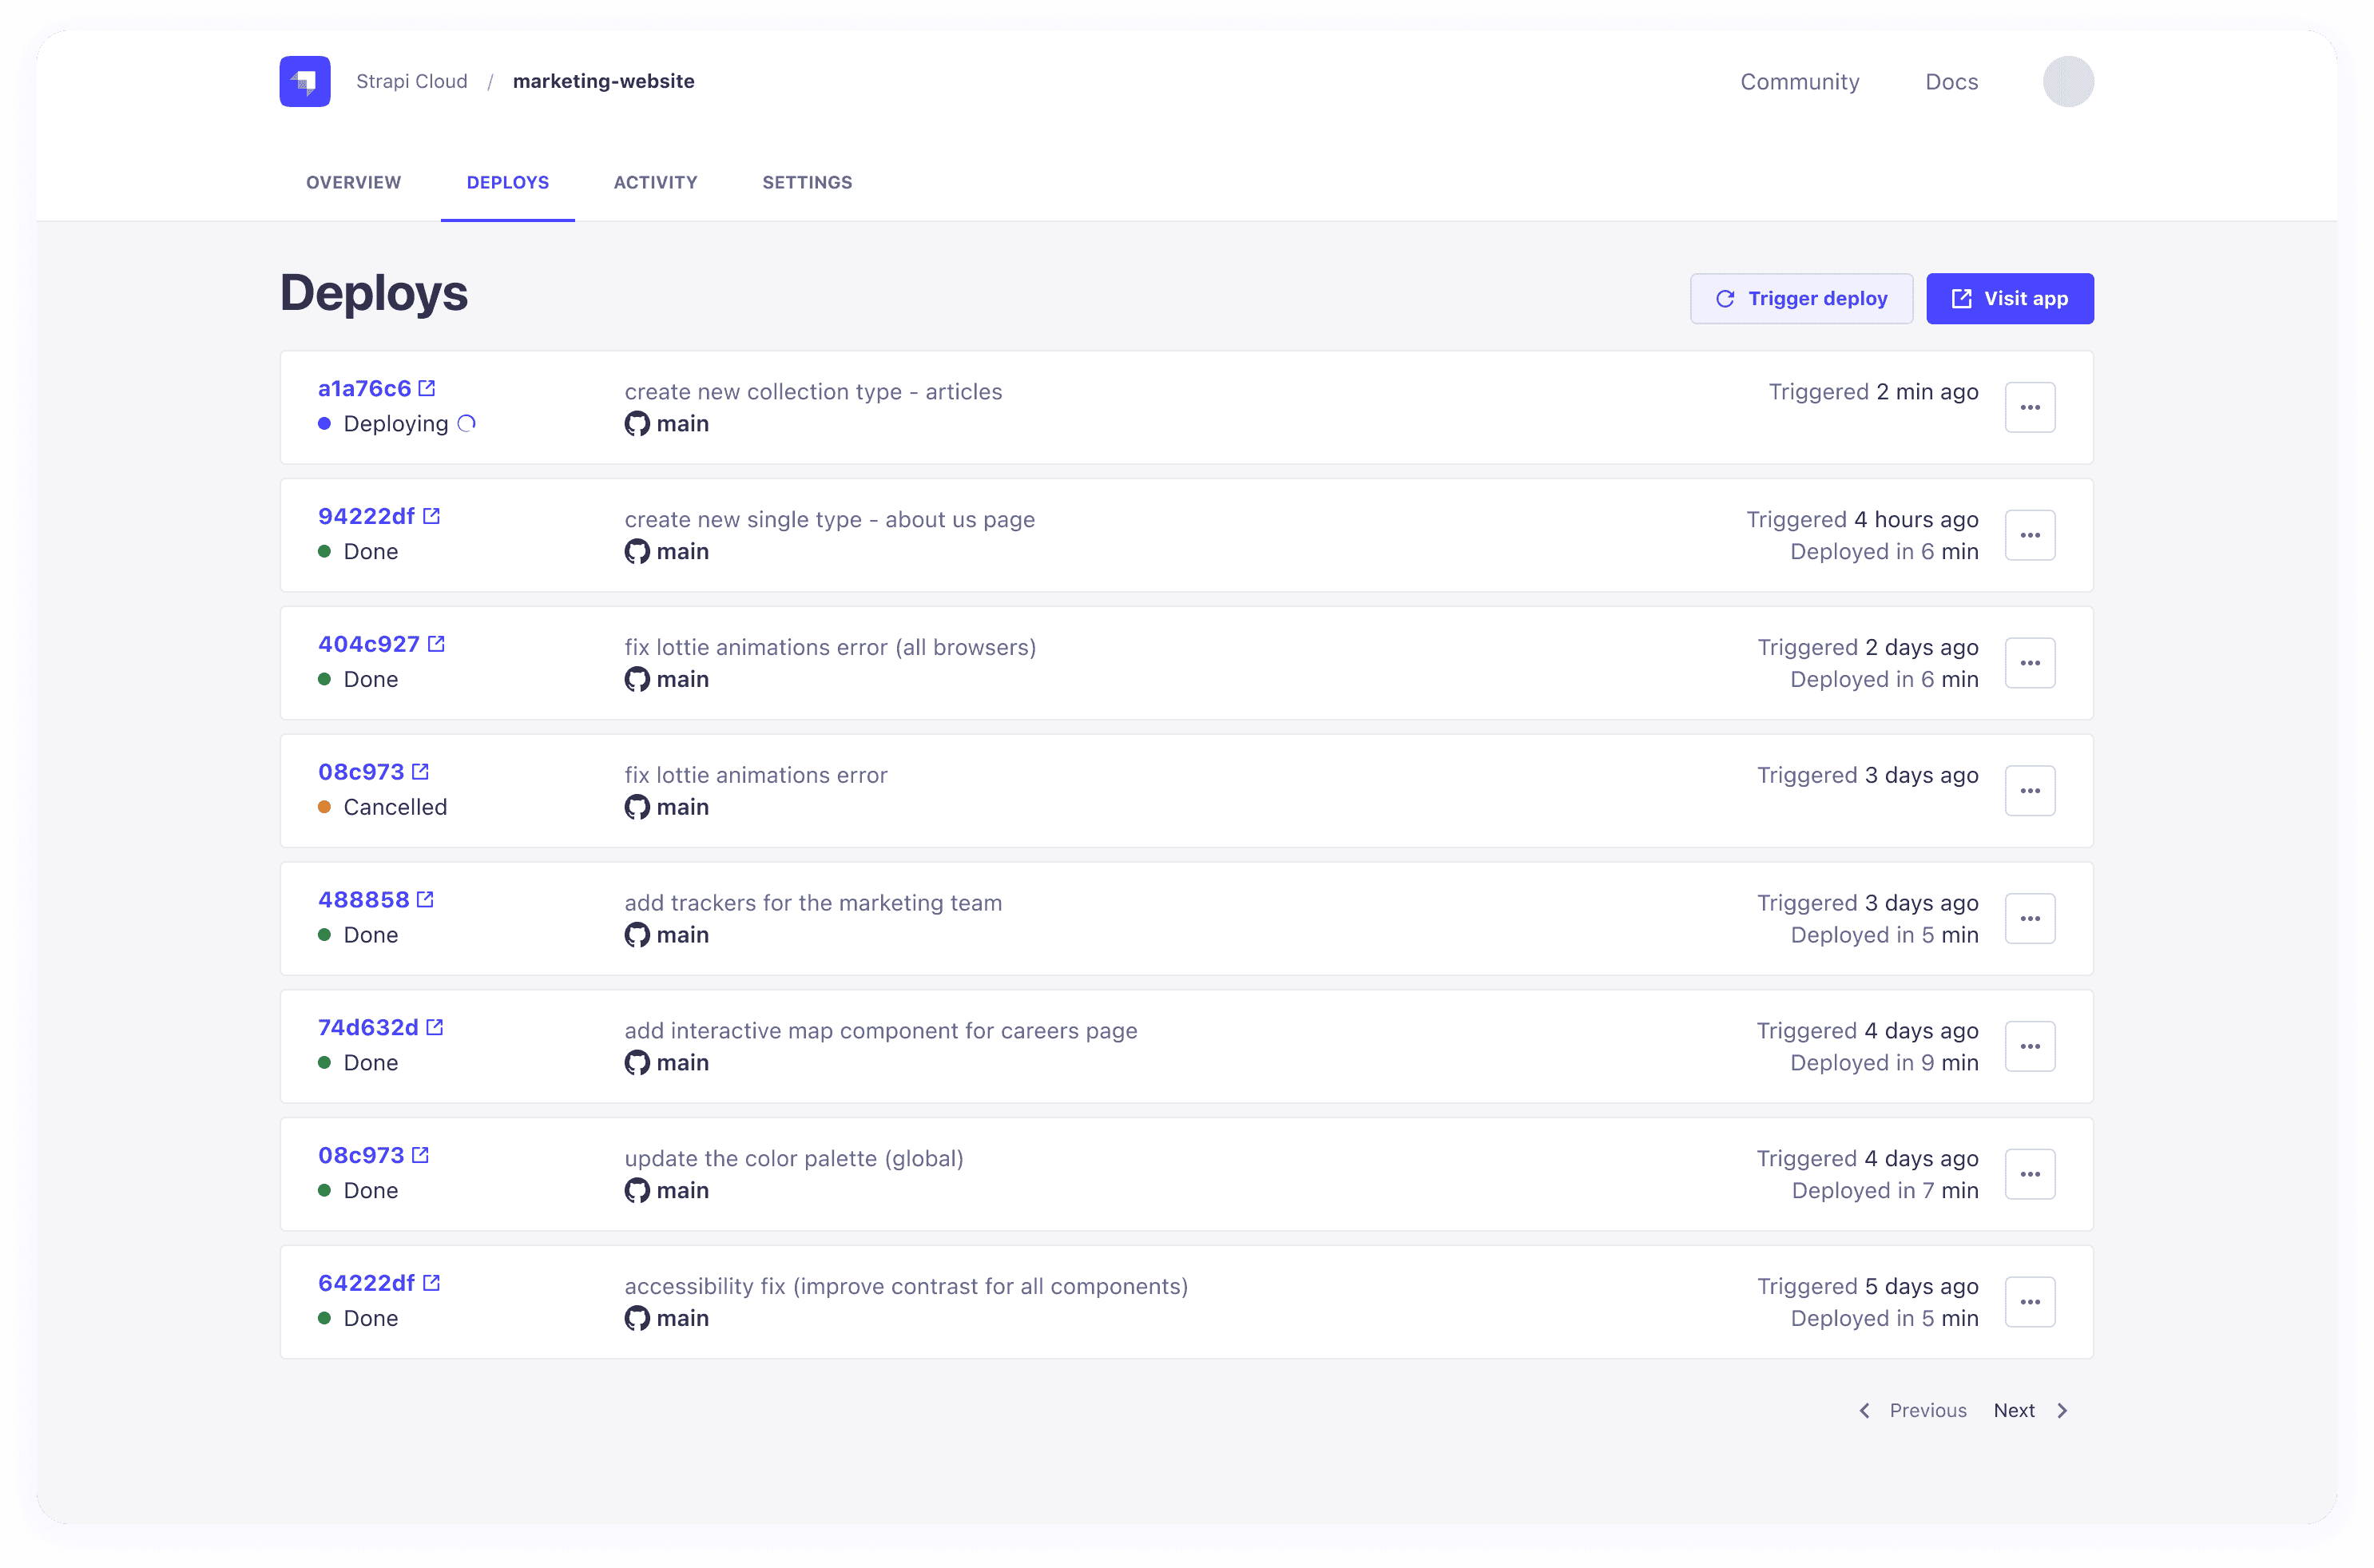 Strapi Cloud / marketing-website
Community
Docs
OVERVIEW
DEPLOYS
ACTIVITY
SETTINGS
Deploys
Trigger deploy
Visit app
a1a76c6
Deploying
create new collection type - articles
main
Triggered 2 min ago
94222df
Done
create new single type - about us page
main
Triggered 4 hours ago
Deployed in 6 min
404c927
Done
fix lottie animations error (all browsers)
main
Triggered 2 days ago
Deployed in 6 min
08c973
Cancelled
fix lottie animations error
main
Triggered 3 days ago
488858
Done
add trackers for the marketing team
main
Triggered 3 days ago
Deployed in 5 min
74d632d
Done
add interactive map component for careers page
main
Triggered 4 days ago
Deployed in 9 min
08c973
Done
update the color palette (global)
main
Triggered 4 days ago
Deployed in 7 min
64222df
Done
accessibility fix (improve contrast for all components)
main
Triggered 5 days ago
Deployed in 5 min
Previous
Next